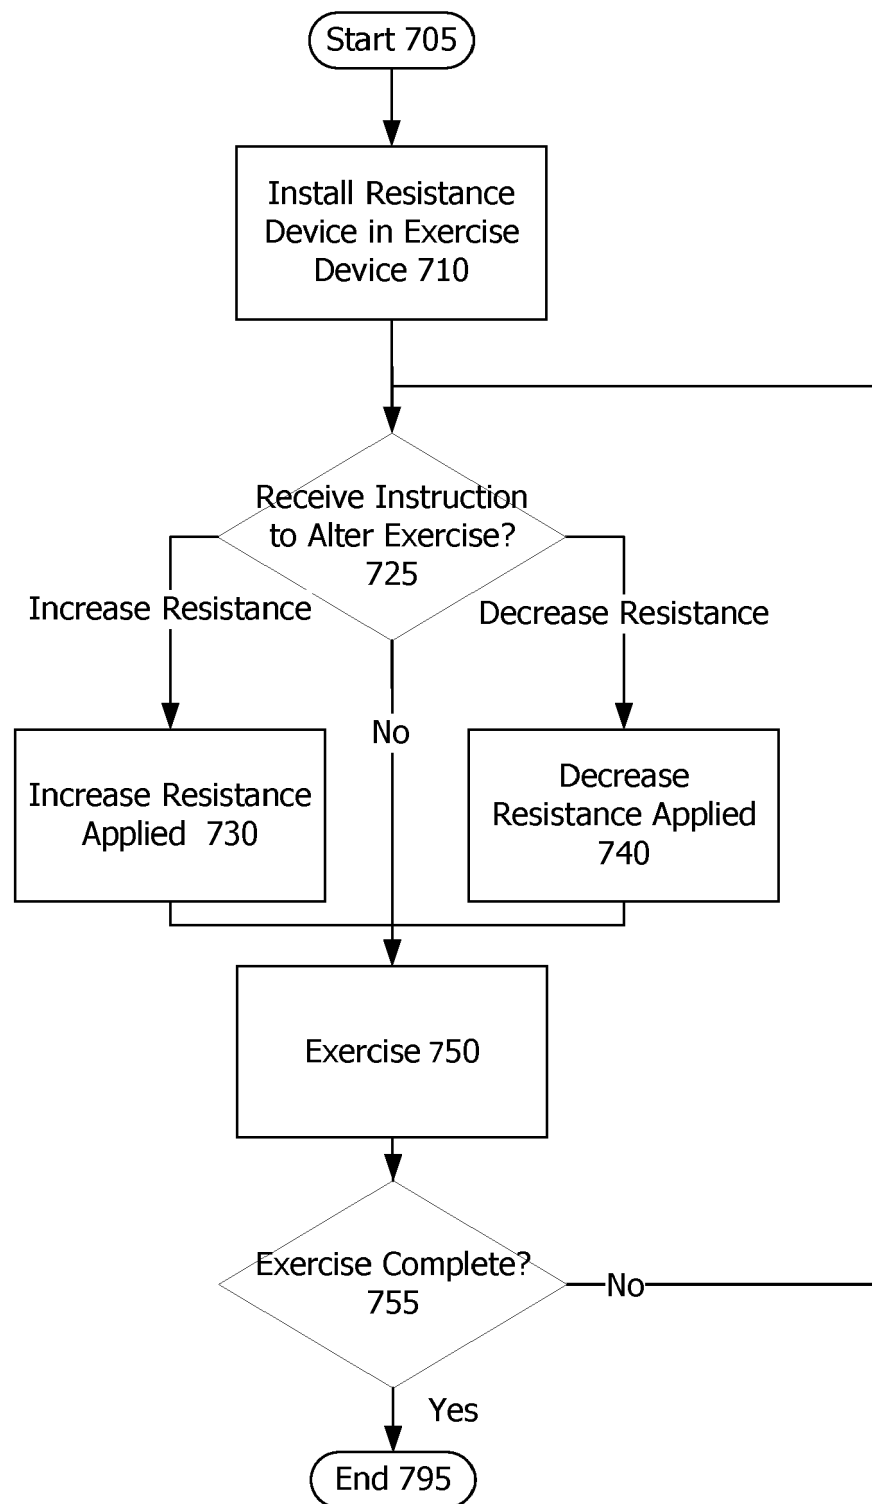 Start 705
Install Resistance
Device in Exercise
Device 710
Receive Instruction
to Alter Exercise?
725
Increase Resistance
Decrease Resistance
No
Increase Resistance
Applied 730
Decrease
Resistance Applied
740
Exercise 750
Exercise Complete?
755
No
Yes
End 795